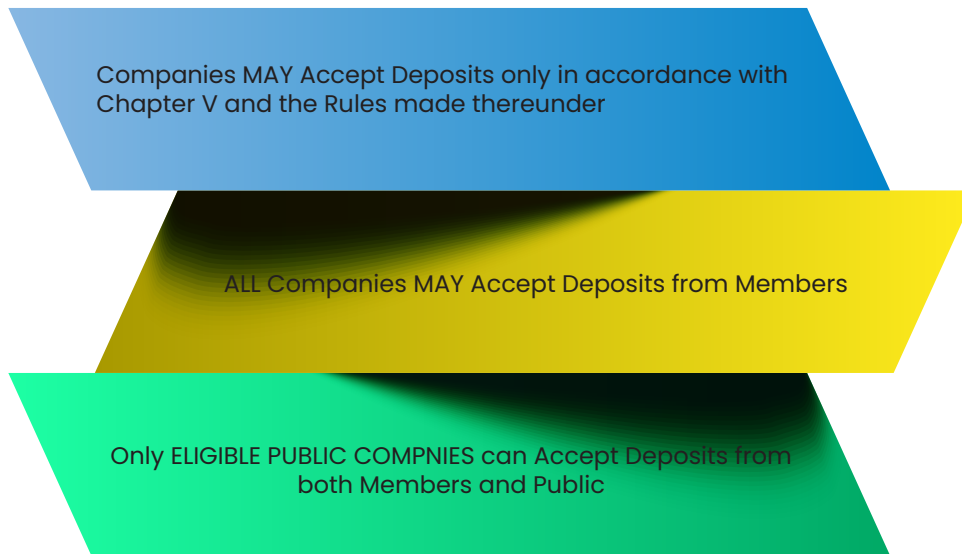 Companies MAY Accept Deposits only in accordance with
Chapter V and the Rules made thereunder
ALL Companies MAY Accept Deposits from Members
Only ELIGIBLE PUBLIC COMPNIES can Accept Deposits from
both Members and Public